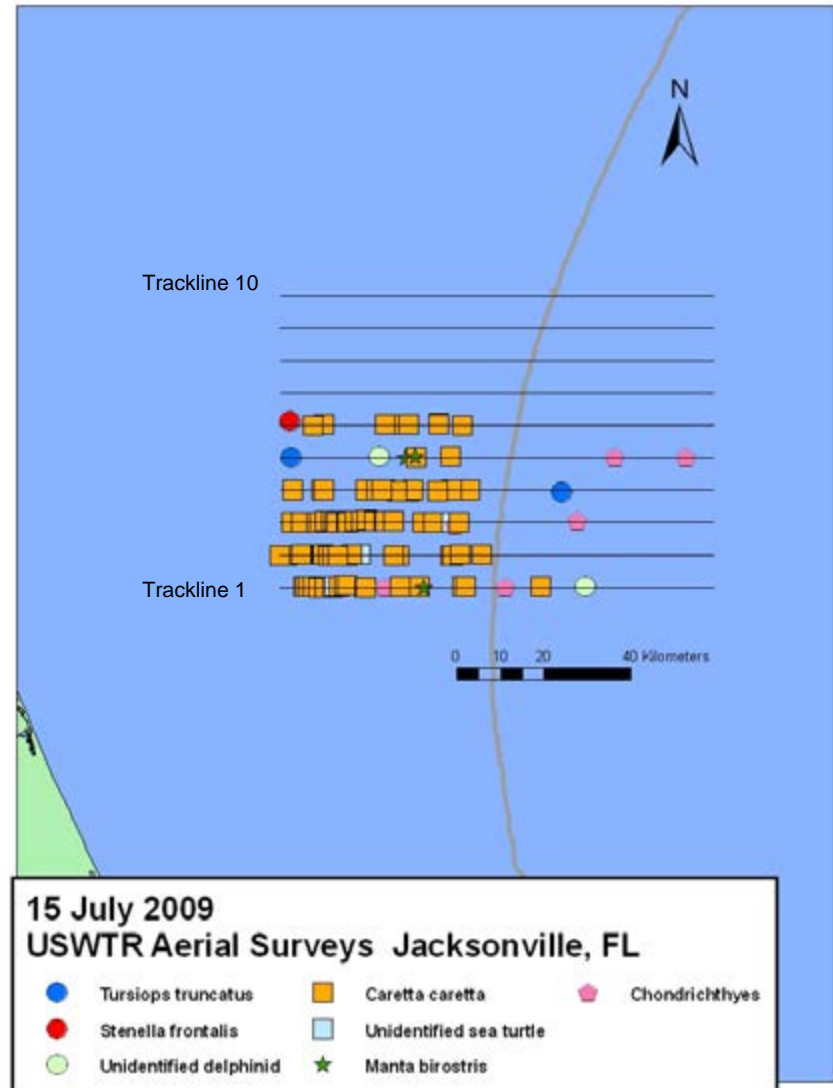 N
Trackline 10
Trackline 1
0 10 20 40 Kilometers
15 July 2009
USWTR Aerial Surveys Jacksonville, FL
Tursiops truncatus
Caretta caretta
Chondrichthyes
Stenella frontalis
Unidentified sea turtle
Unidentified delphinid
Manta birostris